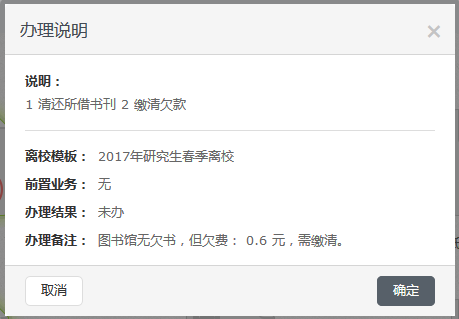 办理说明
×
说明：
1 清还所借书刊 2 缴清欠款
离校模板： 2017年研究生春季离校
前置业务： 无
办理结果： 未办
办理备注： 图书馆无欠书，但欠费： 0.6 元，需缴清。
取消 确定